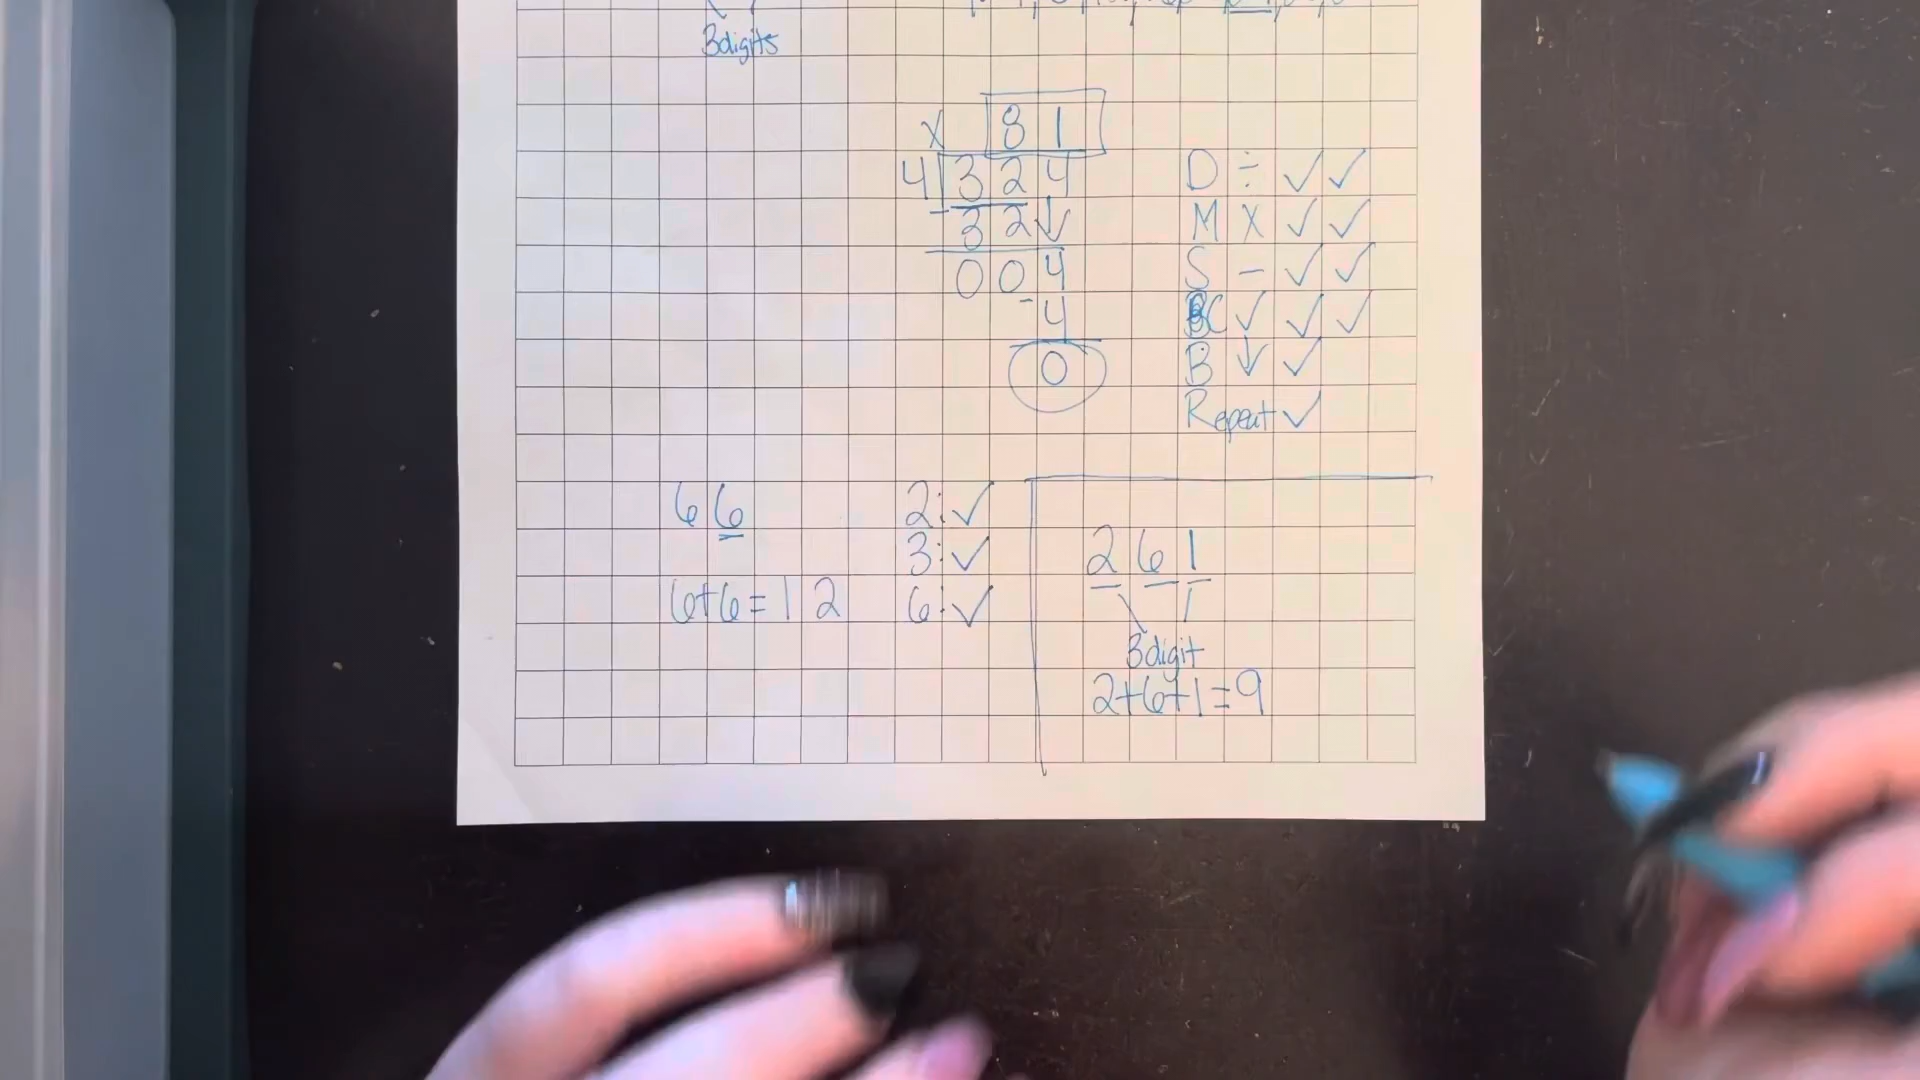 3digits
x 81
4 324
- 32↓
004
- 4
0
D ÷ ✓ ✓
M x ✓ ✓
S - ✓ ✓
C ✓ ✓ ✓
B ↓ ✓
Repeat ✓
66
6+6=12
2:✓
3:✓
6:✓
261
3digit
2+6+1=9